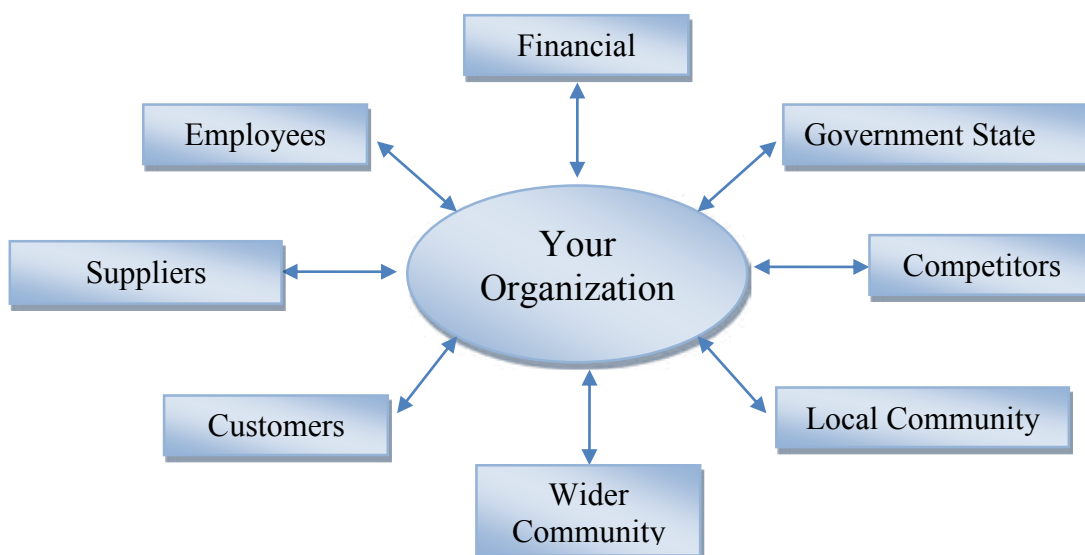 Financial
Employees
Government State
Your
Organization
Suppliers
Competitors
Customers
Local Community
Wider
Community